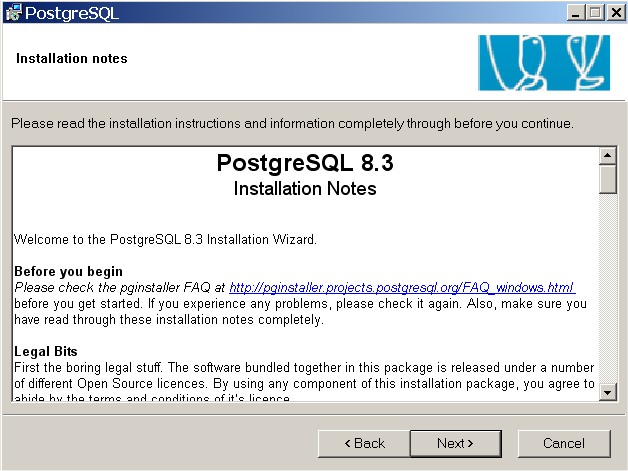 PostgreSQL
Installation notes
Please read the installation instructions and information completely through before you continue.
PostgreSQL 8.3
Installation Notes
Welcome to the PostgreSQL 8.3 Installation Wizard.
Before you begin
Please check the pginstaller FAQ at http://pginstaller.projects.postgresql.org/FAQ_windows.html
before you get started. If you experience any problems, please check it again. Also, make sure you
have read through these installation notes completely.
Legal Bits
First the boring legal stuff. The software bundled together in this package is released under a number
of different Open Source licences. By using any component of this installation package, you agree to
abide by the terms and conditions of it's licence.
< Back
Next >
Cancel